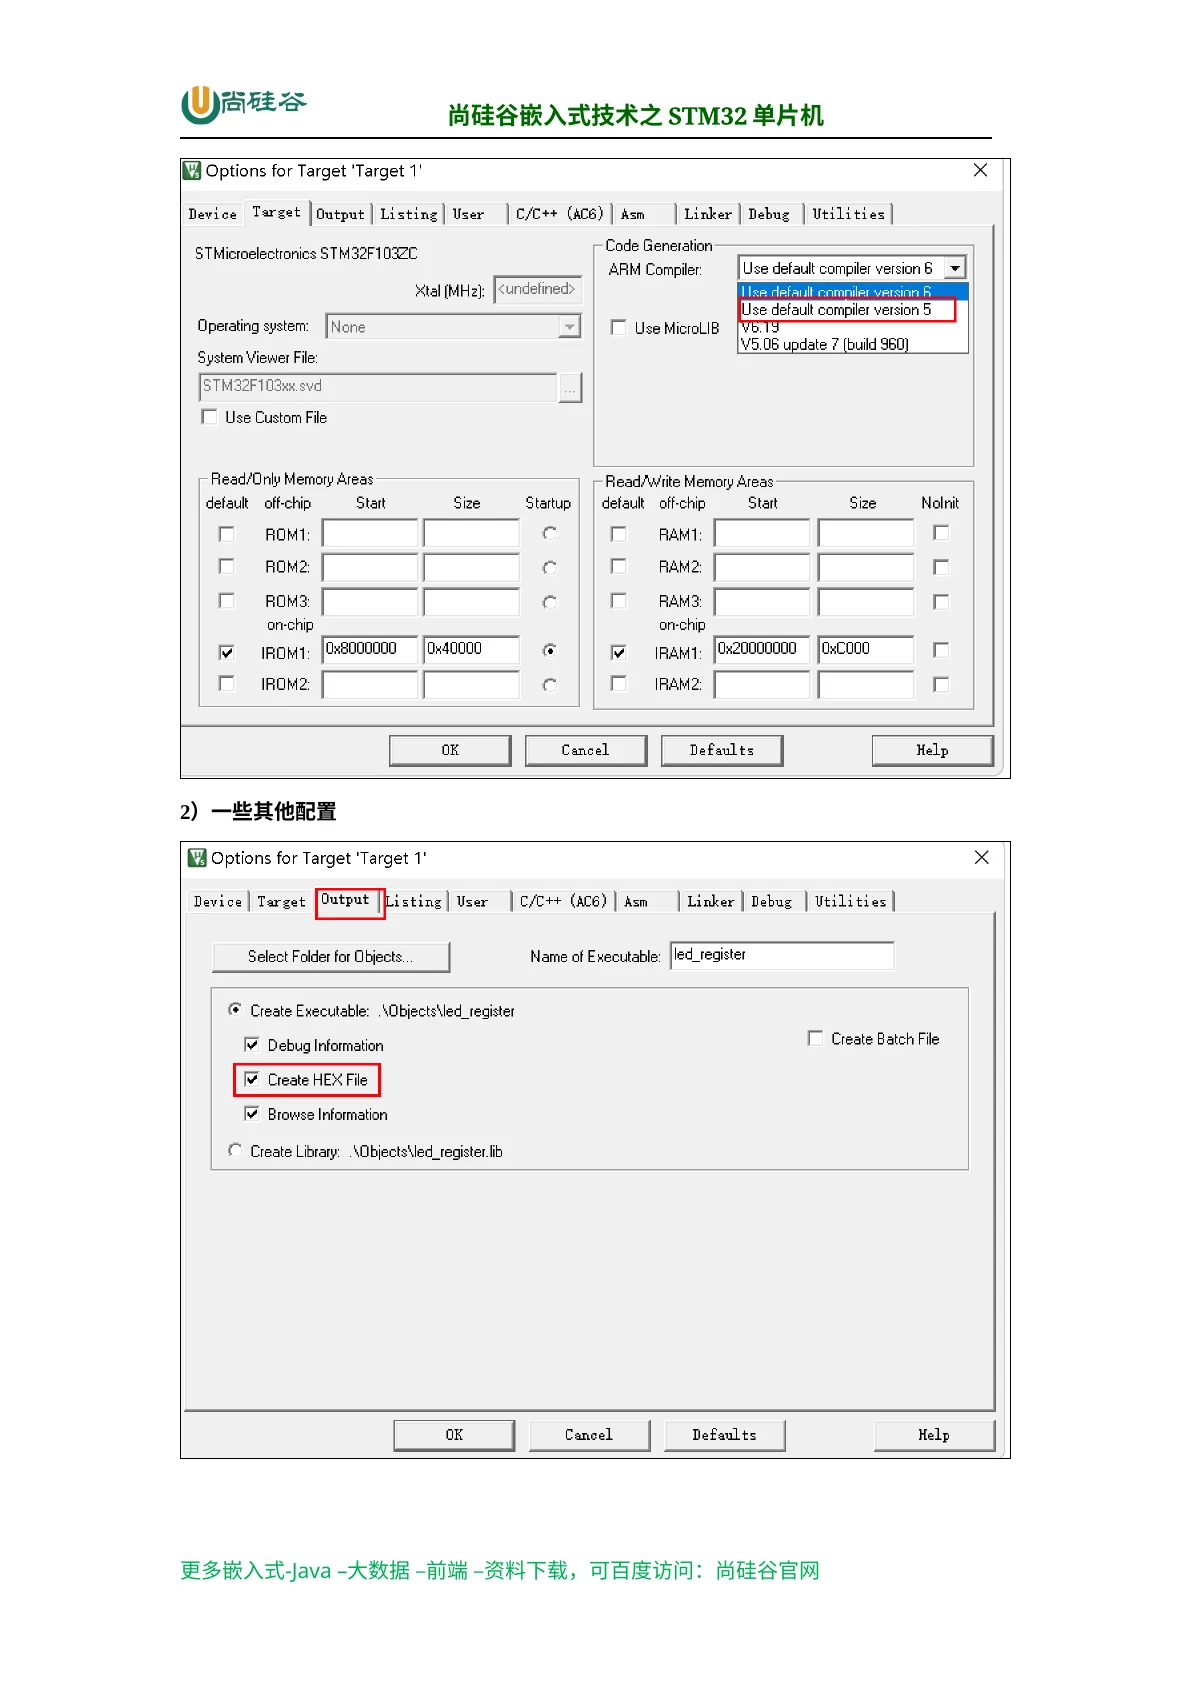 尚硅谷
尚硅谷嵌入式技术之 STM32 单片机
Options for Target 'Target 1'
Device Target Output Listing User C/C++ (AC6) Asm Linker Debug Utilities
STMicroelectronics STM32F103ZC
Code Generation
ARM Compiler: Use default compiler version 6
Xtal (MHz): <undefined>
Use default compiler version 6
Use default compiler version 5
Operating system: None
Use MicroLIB
V6.19
V5.06 update 7 (build 960)
System Viewer File:
STM32F103xx.svd ...
Use Custom File
Read/Only Memory Areas
Read/Write Memory Areas
default off-chip Start Size Startup
default off-chip Start Size NoInit
ROM1: RAM1:
ROM2: RAM2:
ROM3: RAM3:
on-chip on-chip
IROM1: 0x8000000 0x40000 IRAM1: 0x20000000 0xC000
IROM2: IRAM2:
OK Cancel Defaults Help
2）一些其他配置
Options for Target 'Target 1'
Device Target Output Listing User C/C++ (AC6) Asm Linker Debug Utilities
Select Folder for Objects... Name of Executable: led_register
Create Executable: .\Objects\led_register
Debug Information
Create Batch File
Create HEX File
Browse Information
Create Library: .\Objects\led_register.lib
OK Cancel Defaults Help
更多嵌入式-Java –大数据 –前端 –资料下载，可百度访问：尚硅谷官网